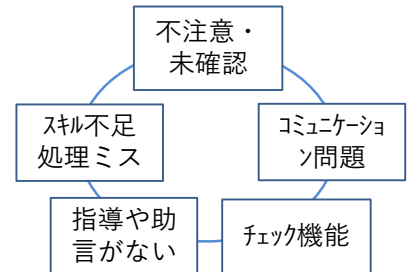 不注意・
未確認
ｺﾐｭﾆｹｰｼｮ
ﾝ問題
ﾁｪｯｸ機能
指導や助
言がない
ｽｷﾙ不足
処理ミス